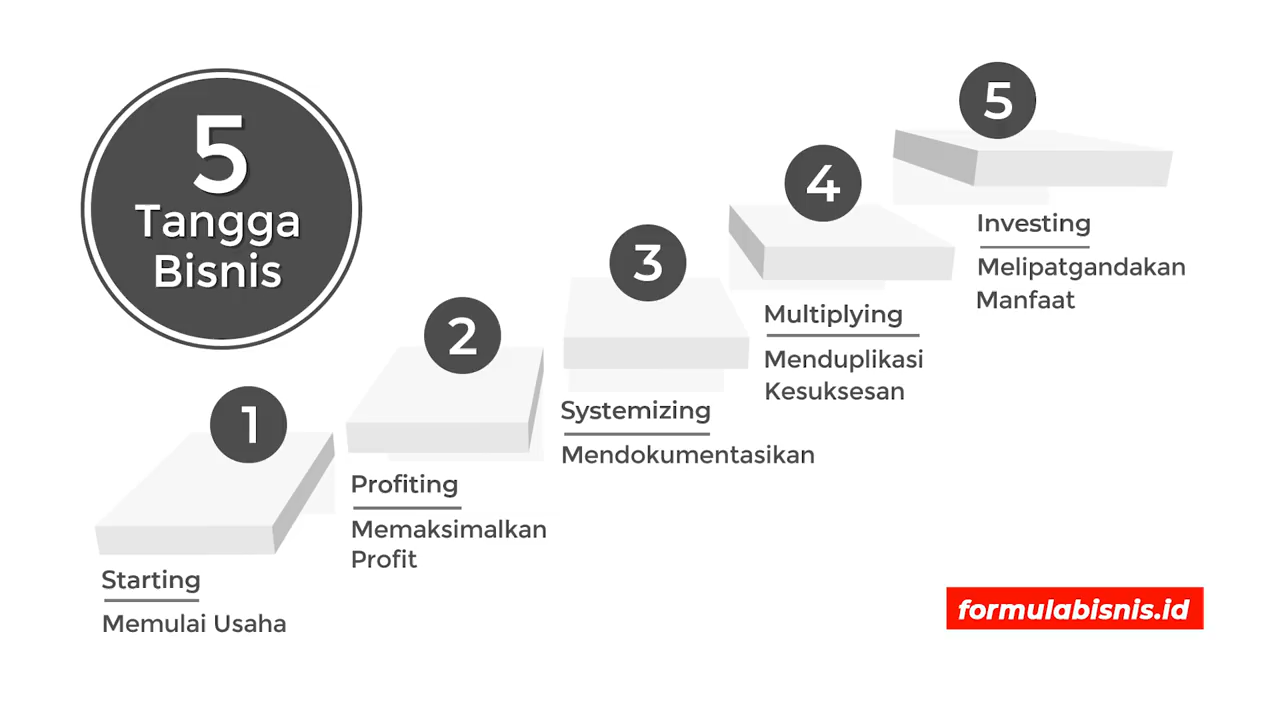 5
Tangga
Bisnis
1
Starting
Memulai Usaha
2
Profiting
Memaksimalkan
Profit
3
Systemizing
Mendokumentasikan
4
Multiplying
Menduplikasi
Kesuksesan
5
Investing
Melipatgandakan
Manfaat
formulabisnis.id